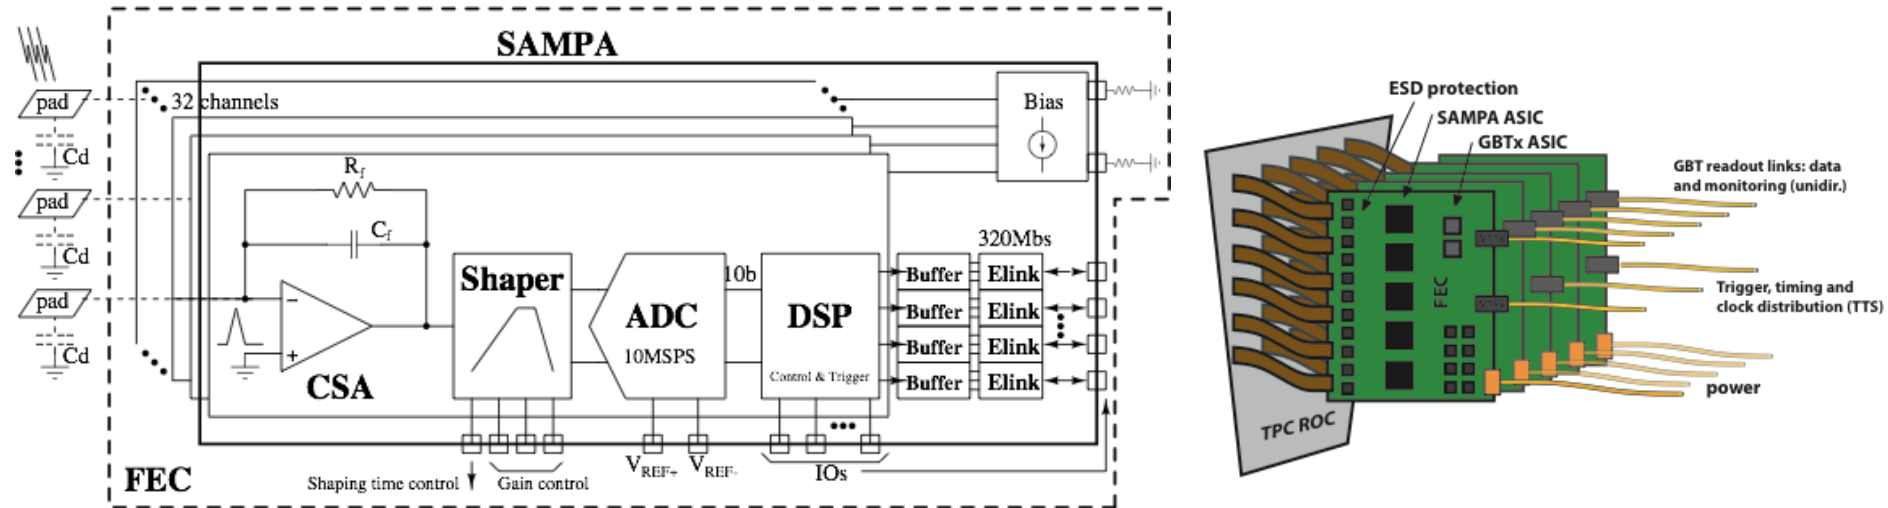 SAMPA
pad
32 channels
Bias
Cd
Rf
pad
Cf
Cd
320Mbs
Shaper
10b
Buffer
Elink
pad
−
ADC
DSP
Buffer
Elink
10MSPS
Buffer
Elink
Cd
+
CSA
Control & Trigger
Buffer
Elink
VREF+
VREF-
IOs
FEC
Shaping time control
Gain control
ESD protection
SAMPA ASIC
GBTx ASIC
GBT readout links: data
and monitoring (unidir.)
FEC
Trigger, timing and
clock distribution (TTS)
power
TPC ROC